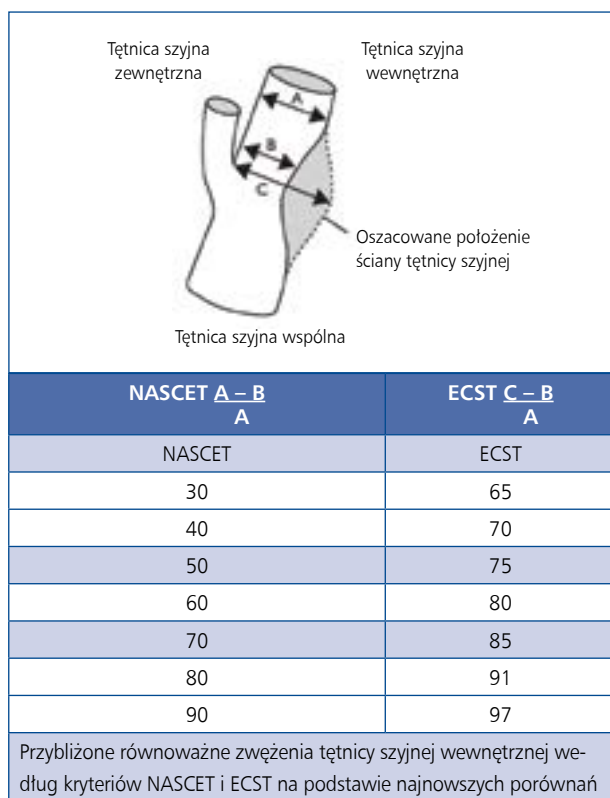 Tętnica szyjna
zewnętrzna
Tętnica szyjna
wewnętrzna
A
B
C
Oszacowane położenie
ściany tętnicy szyjnej
Tętnica szyjna wspólna
NASCET A – B
A
ECST C – B
A
NASCET ECST
30 65
40 70
50 75
60 80
70 85
80 91
90 97
Przybliżone równoważne zwężenia tętnicy szyjnej wewnętrznej we-
dług kryteriów NASCET i ECST na podstawie najnowszych porównań